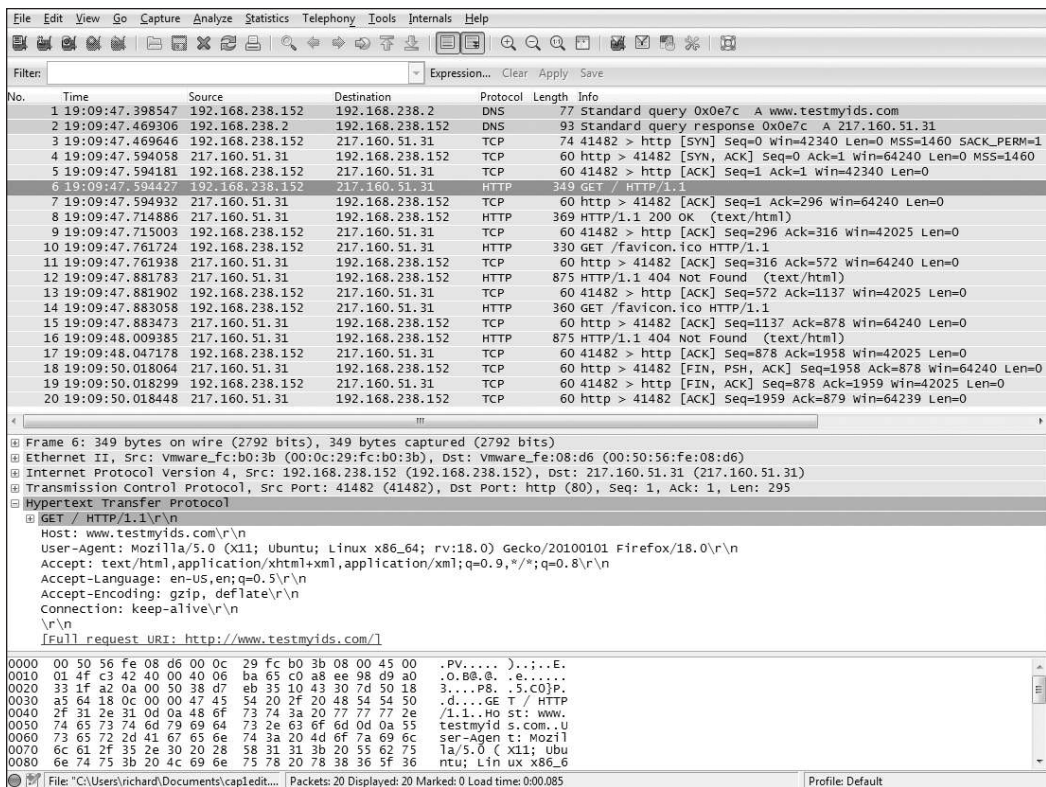 File Edit View Go Capture Analyze Statistics Telephony Tools Internals Help
Filter: Expression... Clear Apply Save
No. Time Source Destination Protocol Length Info
1 19:09:47.398547 192.168.238.152 192.168.238.2 DNS 77 Standard query 0x0e7c A www.testmyids.com
2 19:09:47.469306 192.168.238.2 192.168.238.152 DNS 93 Standard query response 0x0e7c A 217.160.51.31
3 19:09:47.469646 192.168.238.152 217.160.51.31 TCP 74 41482 > http [SYN] Seq=0 Win=42340 Len=0 MSS=1460 SACK_PERM=1
4 19:09:47.594058 217.160.51.31 192.168.238.152 TCP 60 http > 41482 [SYN, ACK] Seq=0 Ack=1 Win=64240 Len=0 MSS=1460
5 19:09:47.594181 192.168.238.152 217.160.51.31 TCP 60 41482 > http [ACK] Seq=1 Ack=1 Win=42340 Len=0
6 19:09:47.594427 192.168.238.152 217.160.51.31 HTTP 349 GET / HTTP/1.1
7 19:09:47.594932 217.160.51.31 192.168.238.152 TCP 60 http > 41482 [ACK] Seq=1 Ack=296 Win=64240 Len=0
8 19:09:47.714886 217.160.51.31 192.168.238.152 HTTP 369 HTTP/1.1 200 OK (text/html)
9 19:09:47.715003 192.168.238.152 217.160.51.31 TCP 60 41482 > http [ACK] Seq=296 Ack=316 Win=42025 Len=0
10 19:09:47.761724 192.168.238.152 217.160.51.31 HTTP 330 GET /favicon.ico HTTP/1.1
11 19:09:47.761938 217.160.51.31 192.168.238.152 TCP 60 http > 41482 [ACK] Seq=316 Ack=572 Win=64240 Len=0
12 19:09:47.881783 217.160.51.31 192.168.238.152 HTTP 875 HTTP/1.1 404 Not Found (text/html)
13 19:09:47.881902 192.168.238.152 217.160.51.31 TCP 60 41482 > http [ACK] Seq=572 Ack=1137 Win=42025 Len=0
14 19:09:47.883058 192.168.238.152 217.160.51.31 HTTP 360 GET /favicon.ico HTTP/1.1
15 19:09:47.883473 217.160.51.31 192.168.238.152 TCP 60 http > 41482 [ACK] Seq=1137 Ack=878 Win=64240 Len=0
16 19:09:48.009385 217.160.51.31 192.168.238.152 HTTP 875 HTTP/1.1 404 Not Found (text/html)
17 19:09:48.047178 192.168.238.152 217.160.51.31 TCP 60 41482 > http [ACK] Seq=878 Ack=1958 Win=42025 Len=0
18 19:09:50.018064 217.160.51.31 192.168.238.152 TCP 60 http > 41482 [FIN, PSH, ACK] Seq=1958 Ack=878 Win=64240 Len=0
19 19:09:50.018299 192.168.238.152 217.160.51.31 TCP 60 41482 > http [FIN, ACK] Seq=878 Ack=1959 Win=42025 Len=0
20 19:09:50.018448 217.160.51.31 192.168.238.152 TCP 60 http > 41482 [ACK] Seq=1959 Ack=879 Win=64239 Len=0
Frame 6: 349 bytes on wire (2792 bits), 349 bytes captured (2792 bits)
Ethernet II, Src: Vmware_fc:b0:3b (00:0c:29:fc:b0:3b), Dst: Vmware_fe:08:d6 (00:50:56:fe:08:d6)
Internet Protocol Version 4, Src: 192.168.238.152 (192.168.238.152), Dst: 217.160.51.31 (217.160.51.31)
Transmission Control Protocol, Src Port: 41482 (41482), Dst Port: http (80), Seq: 1, Ack: 1, Len: 295
Hypertext Transfer Protocol
GET / HTTP/1.1\r\n
Host: www.testmyids.com\r\n
User-Agent: Mozilla/5.0 (X11; Ubuntu; Linux x86_64; rv:18.0) Gecko/20100101 Firefox/18.0\r\n
Accept: text/html,application/xhtml+xml,application/xml;q=0.9,*/*;q=0.8\r\n
Accept-Language: en-US,en;q=0.5\r\n
Accept-Encoding: gzip, deflate\r\n
Connection: keep-alive\r\n
\r\n
[Full request URI: http://www.testmyids.com/]
0000 00 50 56 fe 08 d6 00 0c 29 fc b0 3b 08 00 45 00 .PV..... )..;..E.
0010 01 4f c3 42 40 00 40 06 ba 65 c0 a8 ee 98 d9 a0 .O.B@.@. .e......
0020 33 1f a2 0a 00 50 38 d7 eb 35 10 43 30 7d 50 18 3....P8. .5.C0}P.
0030 a5 64 18 0c 00 00 47 45 54 20 2f 20 48 54 54 50 .d....GE T / HTTP
0040 2f 31 2e 31 0d 0a 48 6f 73 74 3a 20 77 77 77 2e /1.1..Ho st: www.
0050 74 65 73 74 6d 79 69 64 73 2e 63 6f 6d 0d 0a 55 testmyid s.com..U
0060 73 65 72 2d 41 67 65 6e 74 3a 20 4d 6f 7a 69 6c ser-Agen t: Mozil
0070 6c 61 2f 35 2e 30 20 28 58 31 31 3b 20 55 62 75 la/5.0 ( X11; Ubu
0080 6e 74 75 3b 20 4c 69 6e 75 78 20 78 38 36 5f 36 ntu; Lin ux x86_6
File: "C:\Users\richard\Documents\cap1edit.... Packets: 20 Displayed: 20 Marked: 0 Load time: 0:00.085 Profile: Default